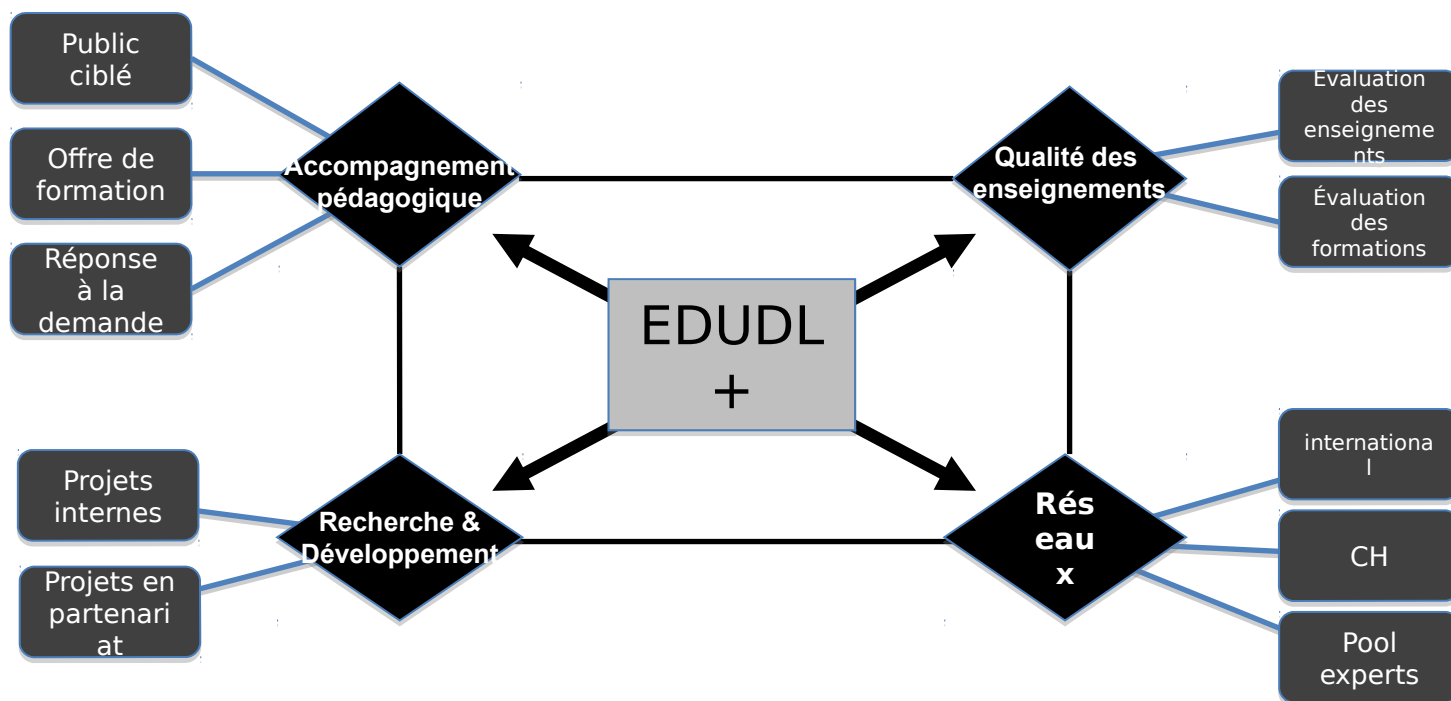 Public
ciblé
Offre de
formation
Réponse
à la
demande
Accompagnement
pédagogique
Qualité des
enseignements
Évaluation
des
enseigneme
nts
Évaluation
des
formations
EDUDL
+
Projets
internes
Projets en
partenari
at
Recherche &
Développement
Rés
eau
x
internationa
l
CH
Pool
experts